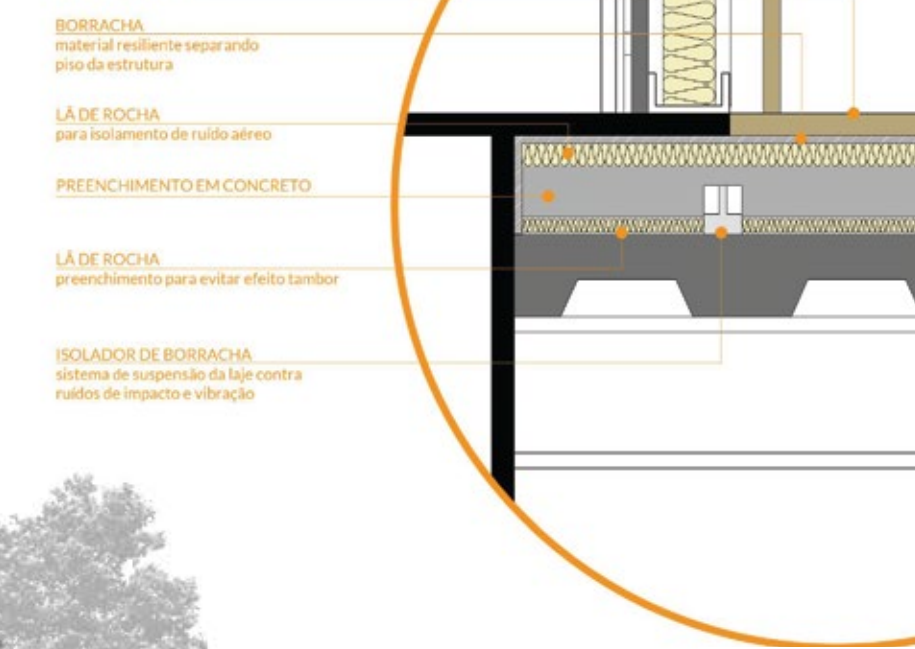 BORRACHA
material resiliente separando
piso da estrutura
LÃ DE ROCHA
para isolamento de ruído aéreo
PREENCHIMENTO EM CONCRETO
LÃ DE ROCHA
preenchimento para evitar efeito tambor
ISOLADOR DE BORRACHA
sistema de suspensão da laje contra
ruídos de impacto e vibração